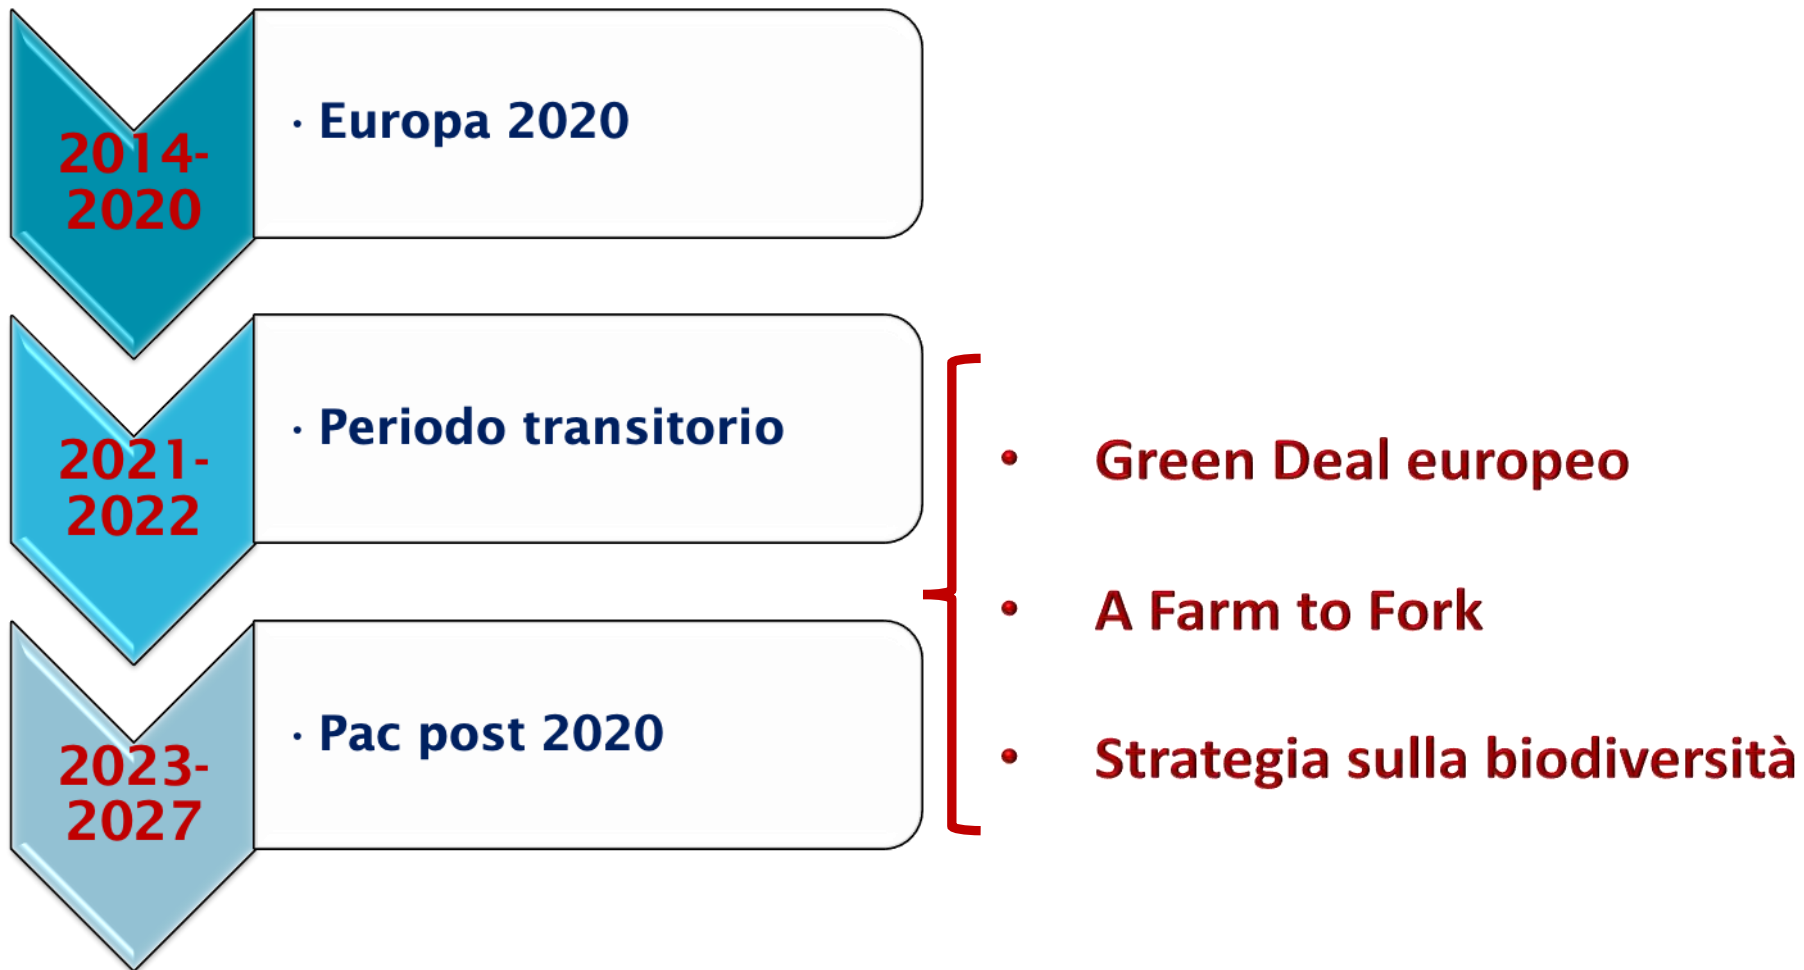 2014-
2020
· Europa 2020
2021-
2022
· Periodo transitorio
2023-
2027
· Pac post 2020
• Green Deal europeo
• A Farm to Fork
• Strategia sulla biodiversità